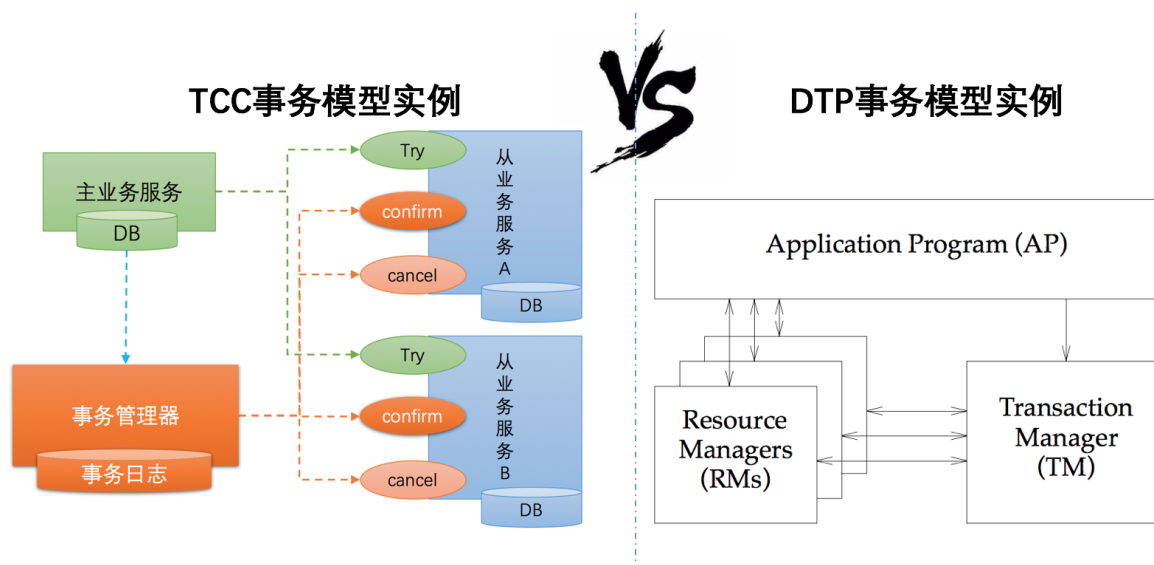 TCC事务模型实例
VS
DTP事务模型实例
主业务服务
DB
事务管理器
事务日志
Try
confirm
cancel
从业务服务A
DB
Try
confirm
cancel
从业务服务B
DB
Application Program (AP)
Resource
Managers
(RMs)
Transaction
Manager
(TM)